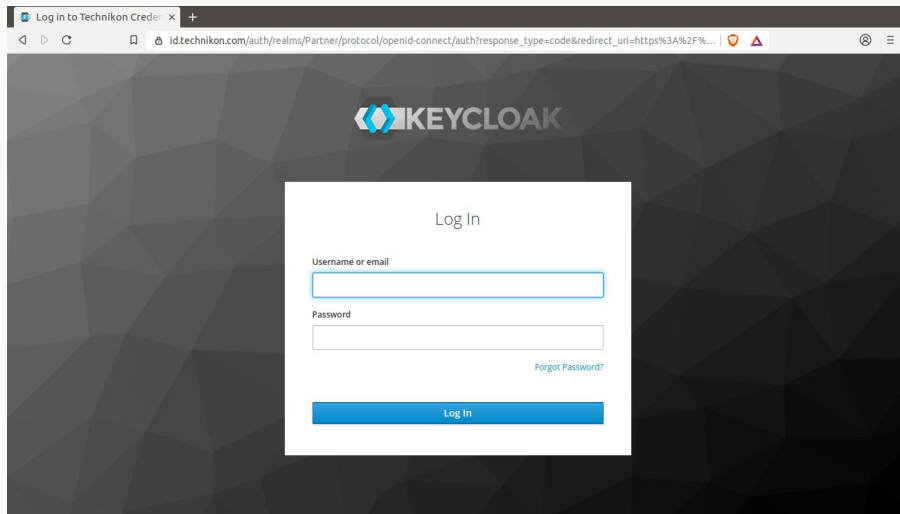 Log in to Technikon Creden
id.technikon.com/auth/realms/Partner/protocol/openid-connect/auth?response_type=code&redirect_uri=https%3A%2F%...
KEYCLOAK
Log In
Username or email
Password
Forgot Password?
Log In